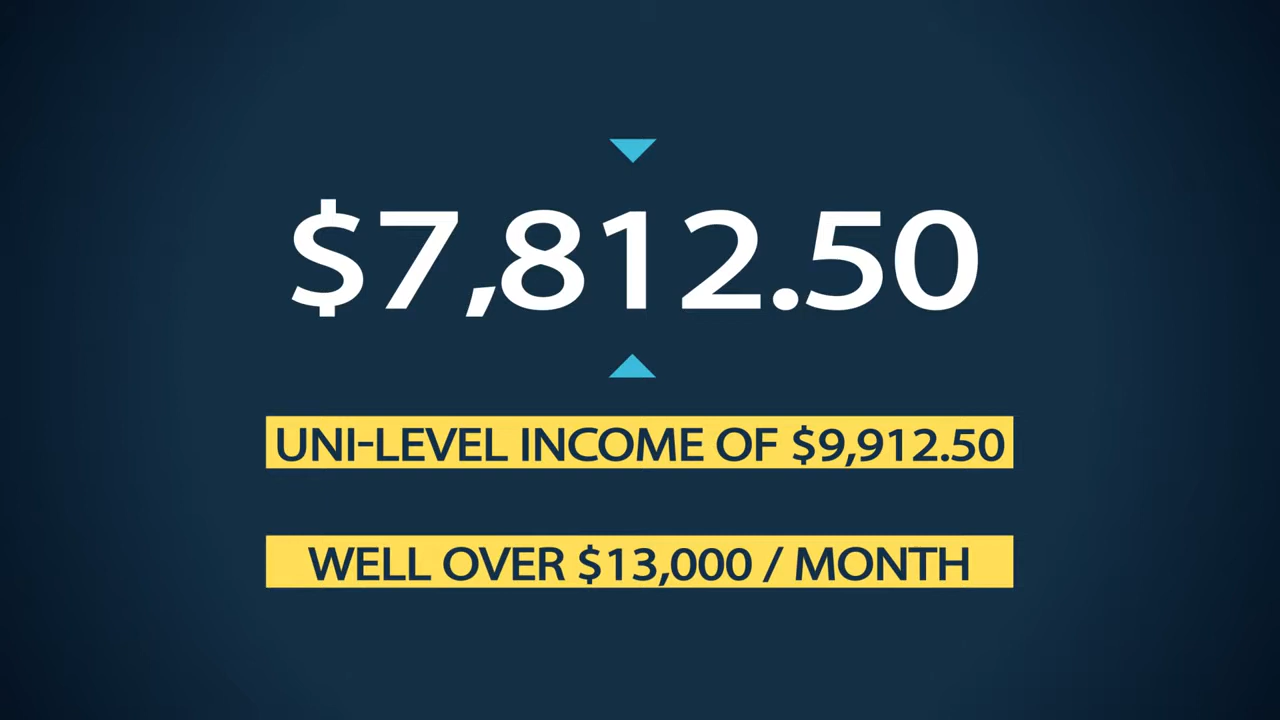 $7,812.50
UNI-LEVEL INCOME OF $9,912.50
WELL OVER $13,000 / MONTH